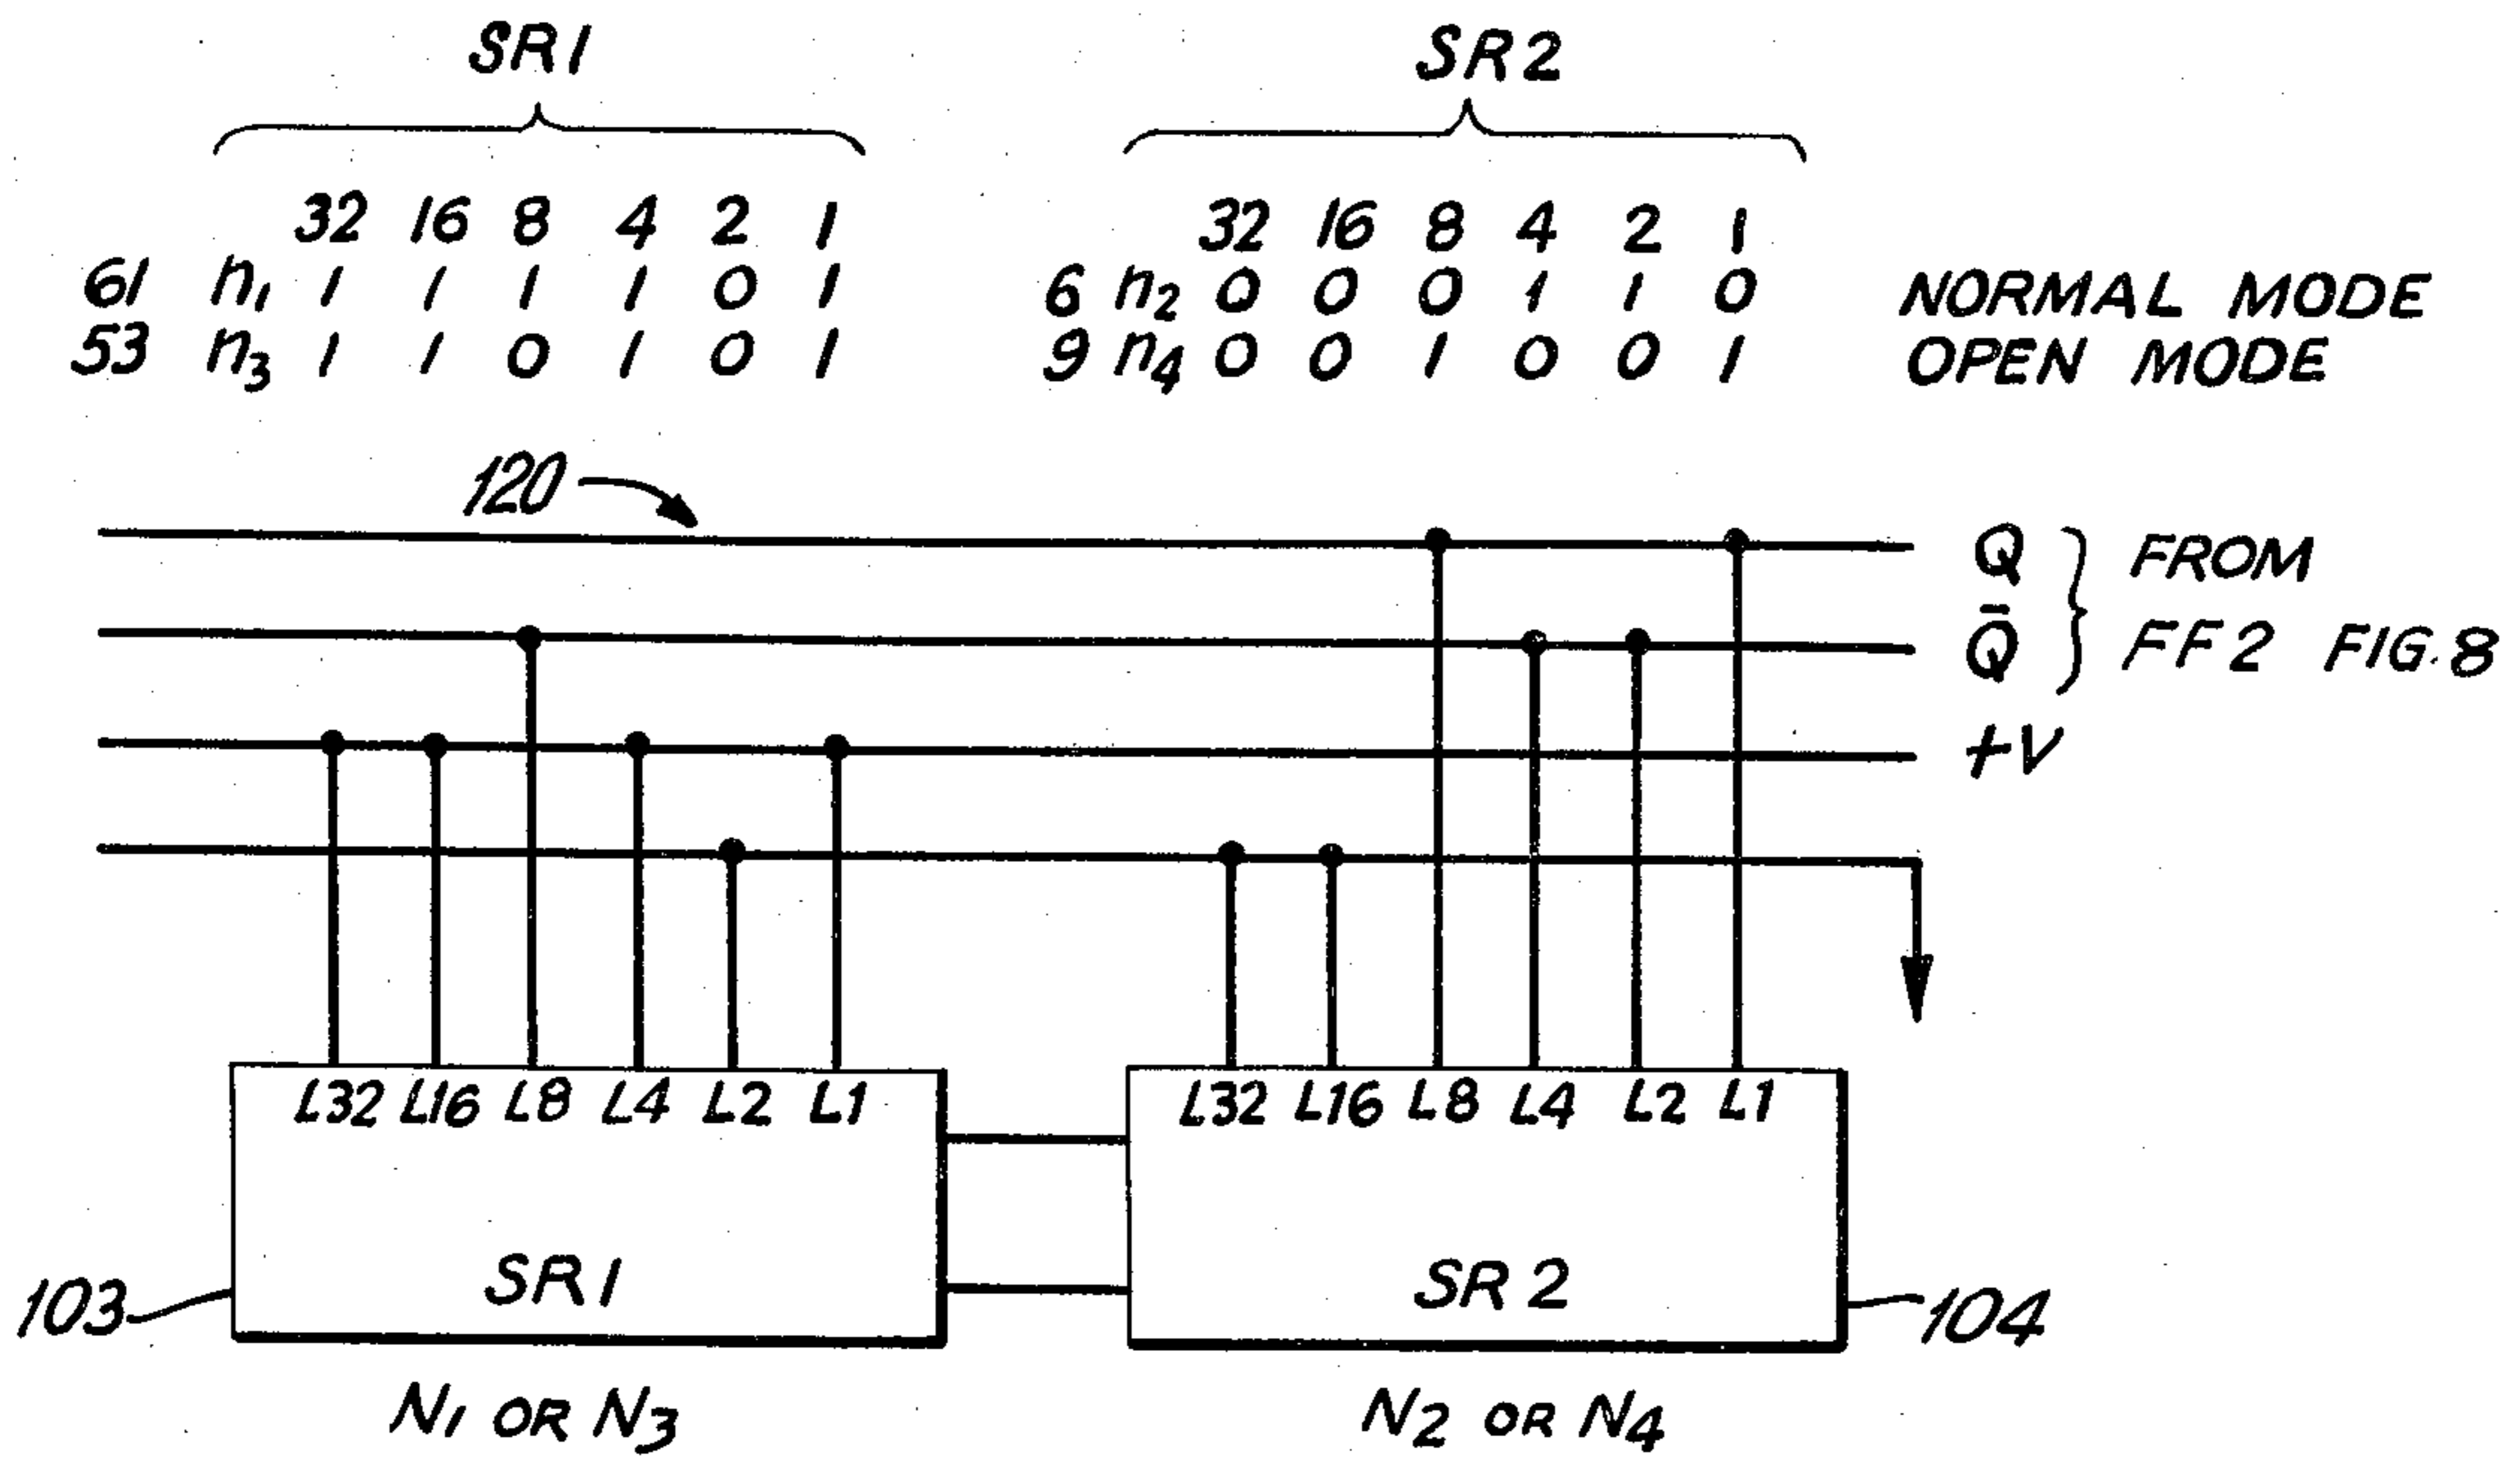 SR1 SR2
32 16 8 4 2 1 32 16 8 4 2 1
61 n1 1 1 1 1 0 1 6 n2 0 0 0 1 1 0 NORMAL MODE
53 n3 1 1 0 1 0 1 9 n4 0 0 1 0 0 1 OPEN MODE
120
Q FROM
Q̄ FF2 FIG.8
+V
L32 L16 L8 L4 L2 L1 L32 L16 L8 L4 L2 L1
103 SR1 SR2 104
N1 OR N3 N2 OR N4